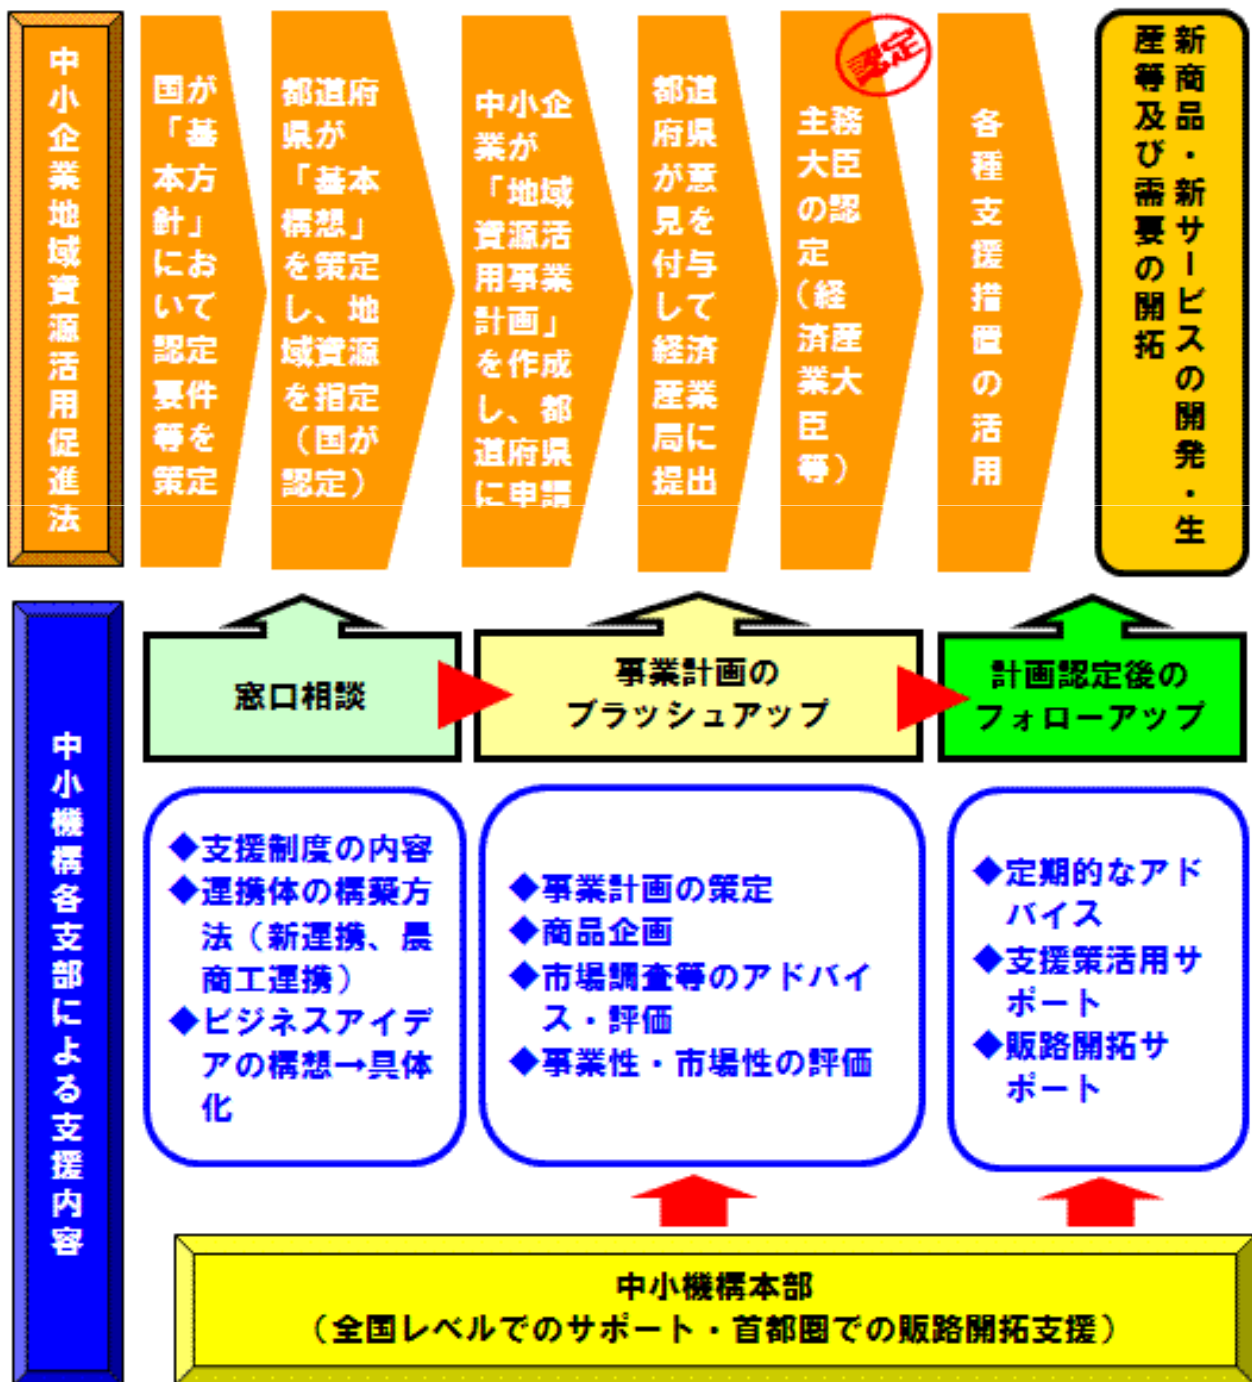 中小企業地域資源活用促進法
国が
「基
本方
針」
にお
いて
認定
要件
等を
策定
都道府
県が
「基本
構想」
を策定
し、地
域資源
を指定
（国が
認定）
中小企
業が
「地域
資源活
用事業
計画」
を作成
し、都
道府県
に申請
都道
府県
が意
見を
付与
して
経済
産業
局に
提出
認定
主務
大臣
の認
定
（経
済産
業大
臣
等）
各種支援措置の活用
新商品・新サービスの開発・生
産等及び需要の開拓
中小機構各支部による支援内容
窓口相談
事業計画の
ブラッシュアップ
計画認定後の
フォローアップ
◆支援制度の内容
◆連携体の構築方
法（新連携、農
商工連携）
◆ビジネスアイデ
アの構想→具体
化
◆事業計画の策定
◆商品企画
◆市場調査等のアドバイ
ス・評価
◆事業性・市場性の評価
◆定期的なアド
バイス
◆支援策活用サ
ポート
◆販路開拓サ
ポート
中小機構本部
（全国レベルでのサポート・首都圏での販路開拓支援）